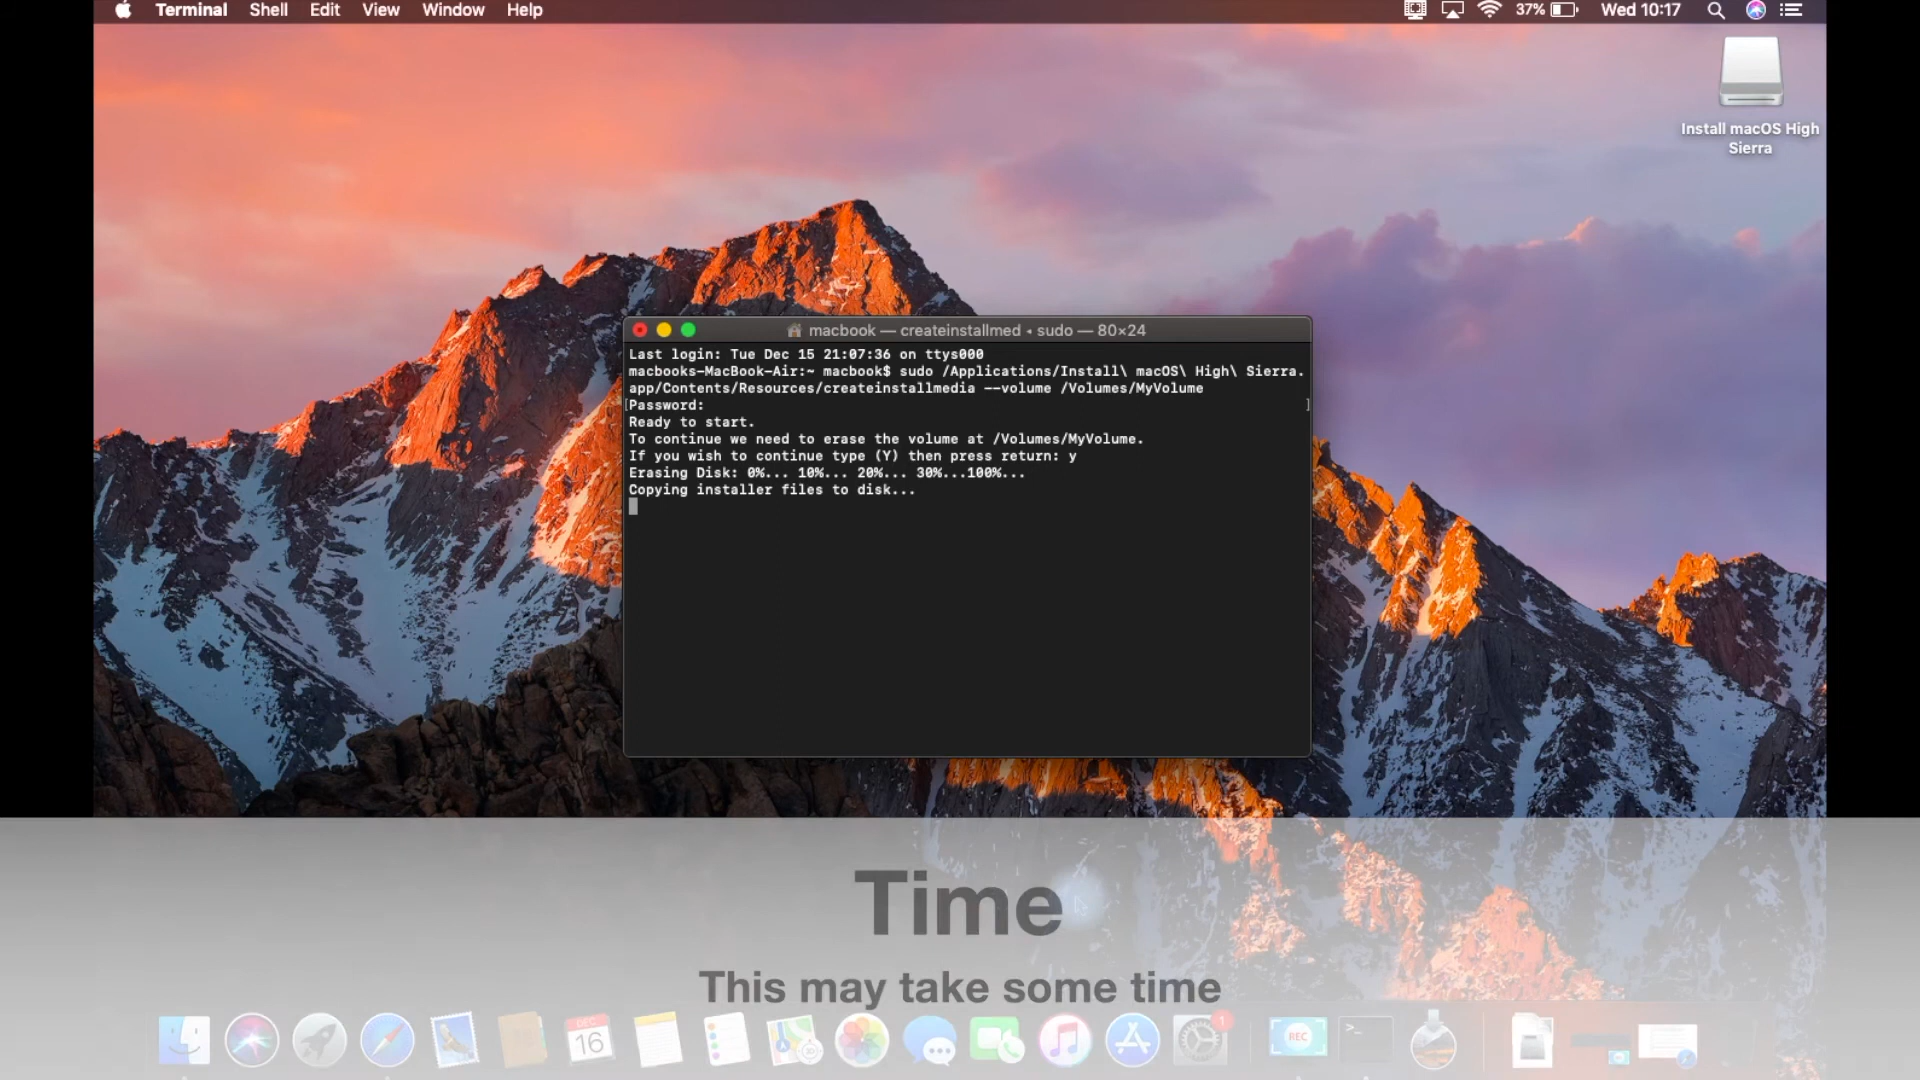 Terminal Shell Edit View Window Help 37% Wed 10:17
Install macOS High
Sierra
macbook — createinstallmed • sudo — 80×24
Last login: Tue Dec 15 21:07:36 on ttys000
macbooks-MacBook-Air:~ macbook$ sudo /Applications/Install\ macOS\ High\ Sierra.
app/Contents/Resources/createinstallmedia --volume /Volumes/MyVolume
[Password: ]
Ready to start.
To continue we need to erase the volume at /Volumes/MyVolume.
If you wish to continue type (Y) then press return: y
Erasing Disk: 0%... 10%... 20%... 30%...100%...
Copying installer files to disk...
Time
This may take some time
DEC
16
1
REC
>_